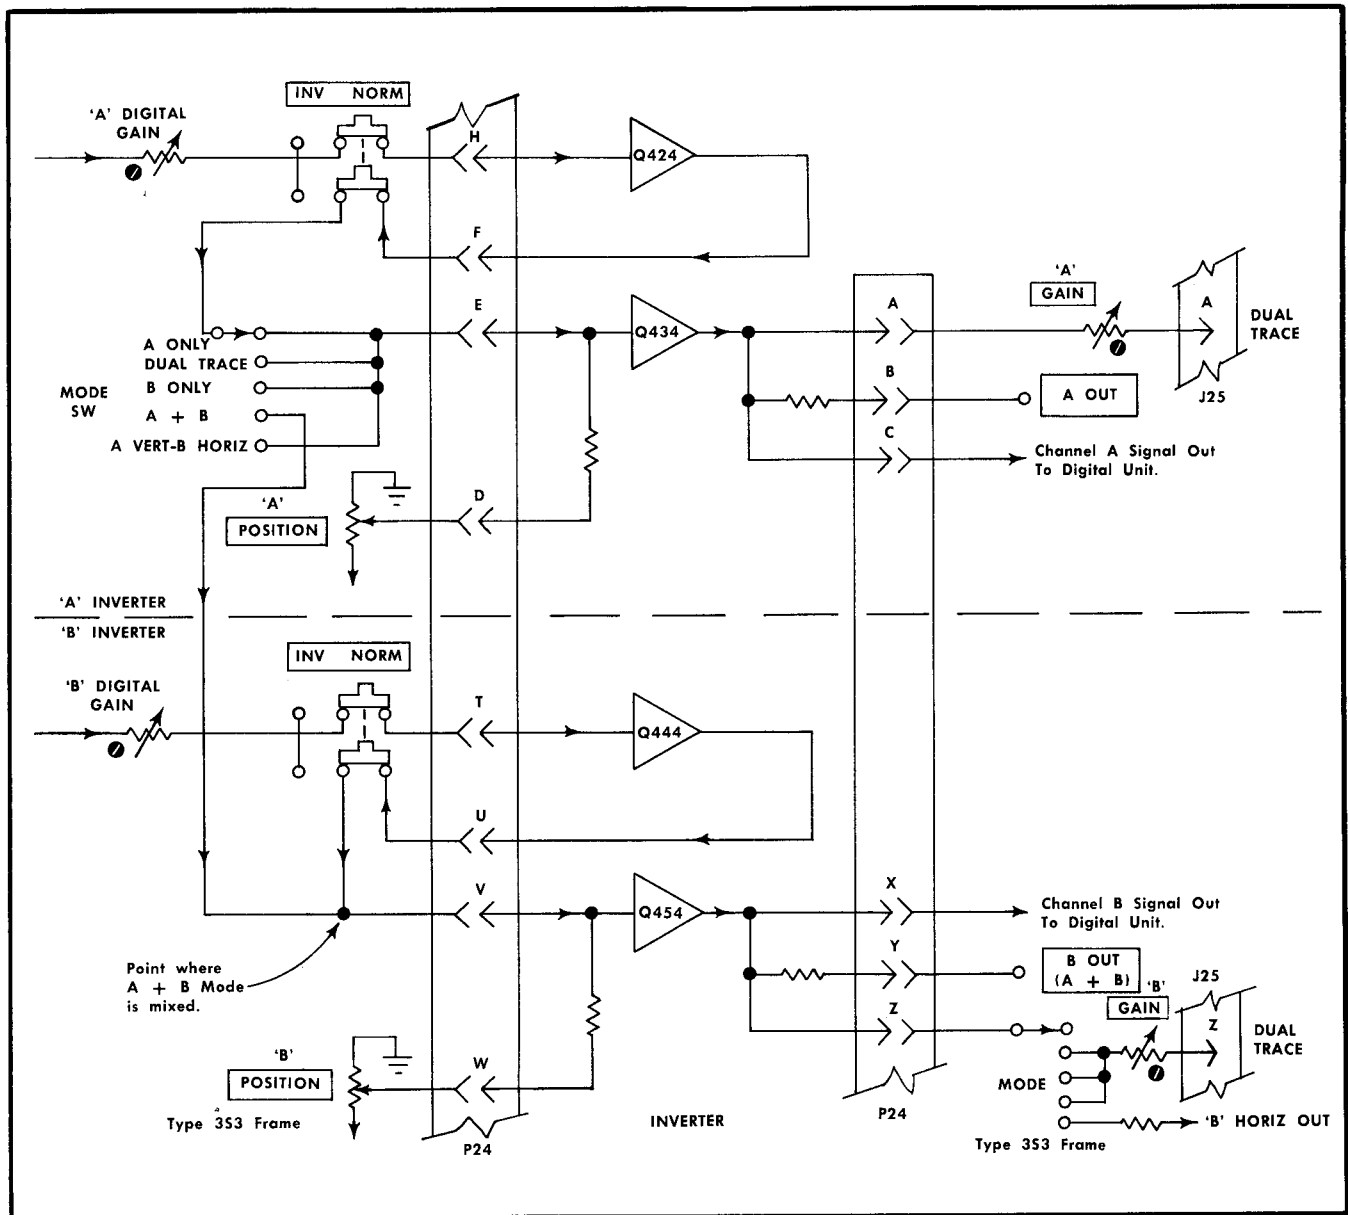 INV NORM
'A' DIGITAL
GAIN
H
Q424
F
E
Q434
A
'A'
GAIN
A
DUAL
TRACE
J25
B
A OUT
C
Channel A Signal Out
To Digital Unit.
MODE
SW
A ONLY
DUAL TRACE
B ONLY
A + B
A VERT-B HORIZ
'A'
POSITION
D
'A' INVERTER
'B' INVERTER
INV NORM
'B' DIGITAL
GAIN
T
Q444
U
V
Q454
X
Channel B Signal Out
To Digital Unit.
Y
B OUT
(A + B)
Point where
A + B Mode
is mixed.
Z
'B'
GAIN
J25
Z
DUAL
TRACE
MODE
'B' HORIZ OUT
'B'
POSITION
W
Type 3S3 Frame
P24
INVERTER
P24
Type 3S3 Frame